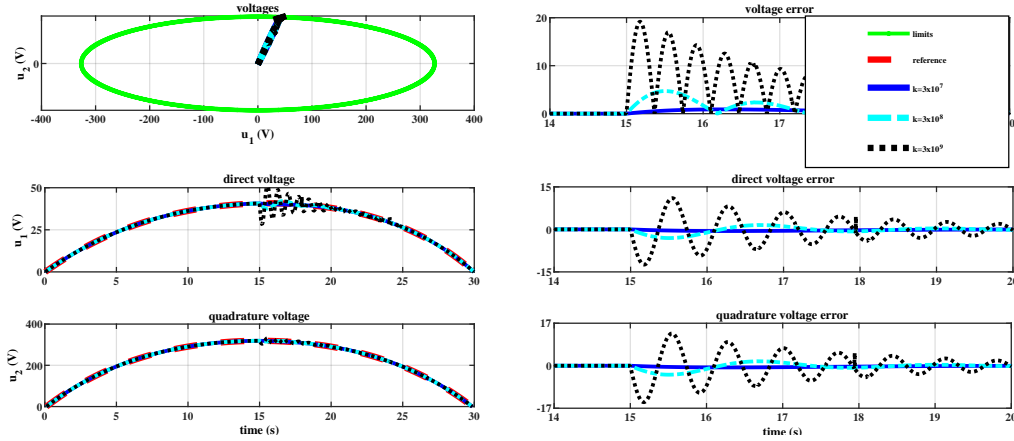 voltages
u2 (V)
0
-400 -300 -200 -100 0 100 200 300 400
u1 (V)
voltage error
20
10
0
14 15 16 17 20
limits
reference
k=3x10^7
k=3x10^8
k=3x10^9
direct voltage
u1 (V)
50
25
0
0 5 10 15 20 25 30
direct voltage error
15
0
-15
14 15 16 17 18 19 20
quadrature voltage
u2 (V)
400
200
0
0 5 10 15 20 25 30
time (s)
quadrature voltage error
17
0
-17
14 15 16 17 18 19 20
time (s)